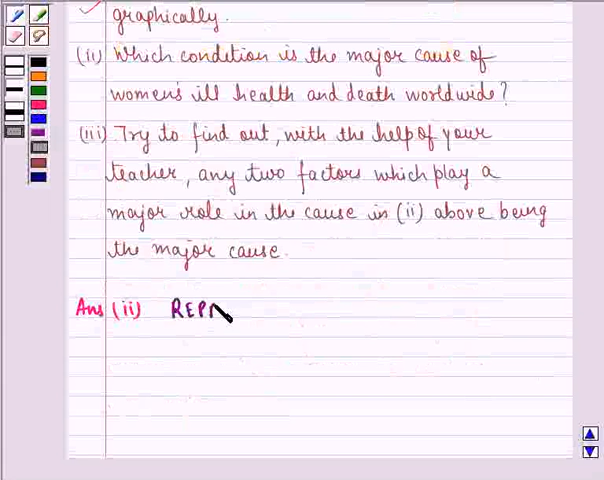 graphically.
(ii) Which condition is the major cause of
women's ill health and death worldwide?
(iii) Try to find out, with the help of your
teacher, any two factors which play a
major role in the cause in (ii) above being
the major cause.
Ans (ii) REP